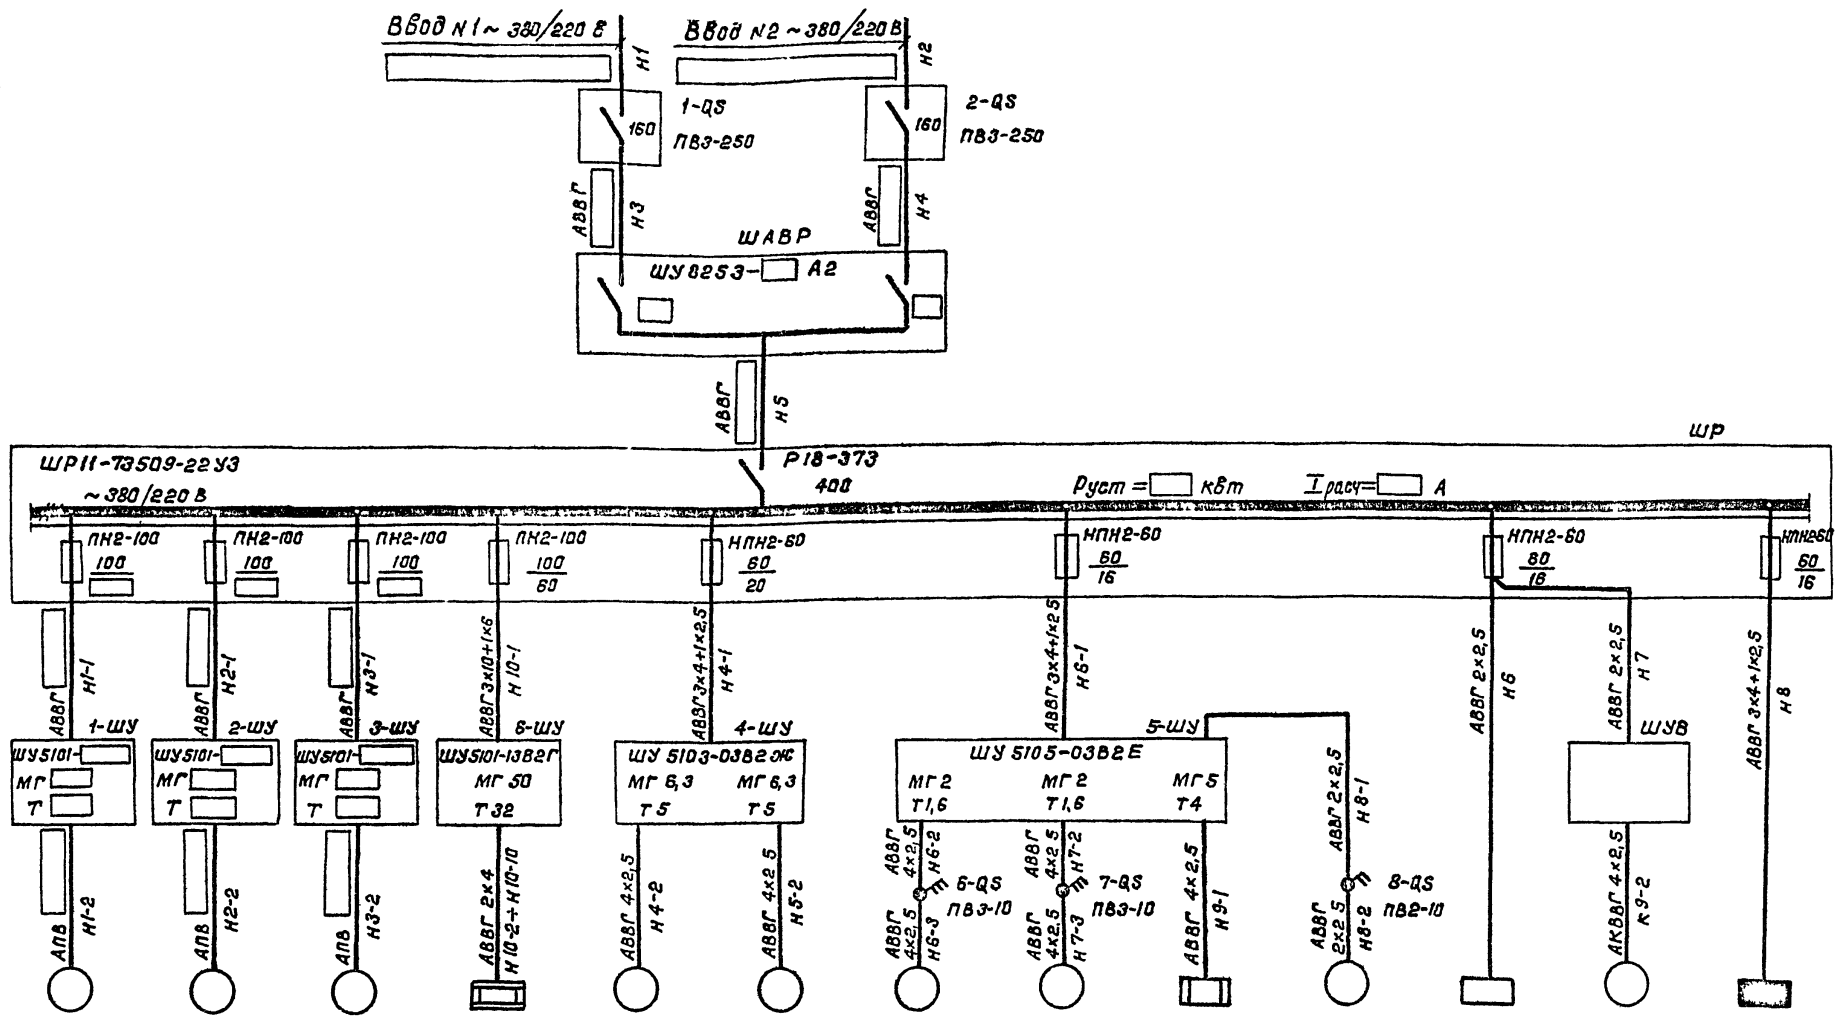 Ввод N1 ~ 380/220 В
Н1
Ввод N2 ~ 380/220 В
Н2
1-QS
160
ПВ3-250
2-QS
160
ПВ3-250
АВВГ
Н3
АВВГ
Н4
ШАВР
ШУ8253- А2
АВВГ
Н5
ШР
ШР11-73509-22У3
~380/220 В
Р18-373
400
Руст = квт
Iрасч= А
ПН2-100
100
ПН2-100
100
ПН2-100
100
ПН2-100
100
60
НПН2-60
60
20
НПН2-60
60
16
НПН2-60
60
16
НПН2-60
60
16
АВВГ
Н1-1
АВВГ
Н2-1
АВВГ
Н3-1
АВВГ 3х10+1х6
Н10-1
АВВГ 3х4+1х2,5
Н4-1
АВВГ 3х4+1х2,5
Н6-1
АВВГ 2х2,5
Н6
АВВГ 2х2,5
Н7
АВВГ 3х4+1х2,5
Н8
1-ШУ
ШУ5101-
МГ
Т
2-ШУ
ШУ5101-
МГ
Т
3-ШУ
ШУ5101-
МГ
Т
6-ШУ
ШУ5101-13В2Г
МГ 50
Т 32
4-ШУ
ШУ 5103-03В2Ж
МГ 6,3 МГ 6,3
Т 5 Т 5
5-ШУ
ШУ 5105-03В2Е
МГ 2 МГ 2 МГ 5
Т1,6 Т1,6 Т4
АВВГ 2х2,5
Н8-1
ШУВ
АПВ
Н1-2
АПВ
Н2-2
АПВ
Н3-2
АВВГ 2х4
Н10-2÷Н10-10
АВВГ 4х2,5
Н4-2
АВВГ 4х2,5
Н5-2
АВВГ
4х2,5
Н6-2
6-QS
ПВ3-10
АВВГ
4х2,5
Н6-3
АВВГ
4х2,5
Н7-2
7-QS
ПВ3-10
АВВГ
4х2,5
Н7-3
АВВГ 4х2,5
Н9-1
8-QS
ПВ2-10
АВВГ
2х2,5
Н8-2
АКВВГ 4х2,5
К9-2